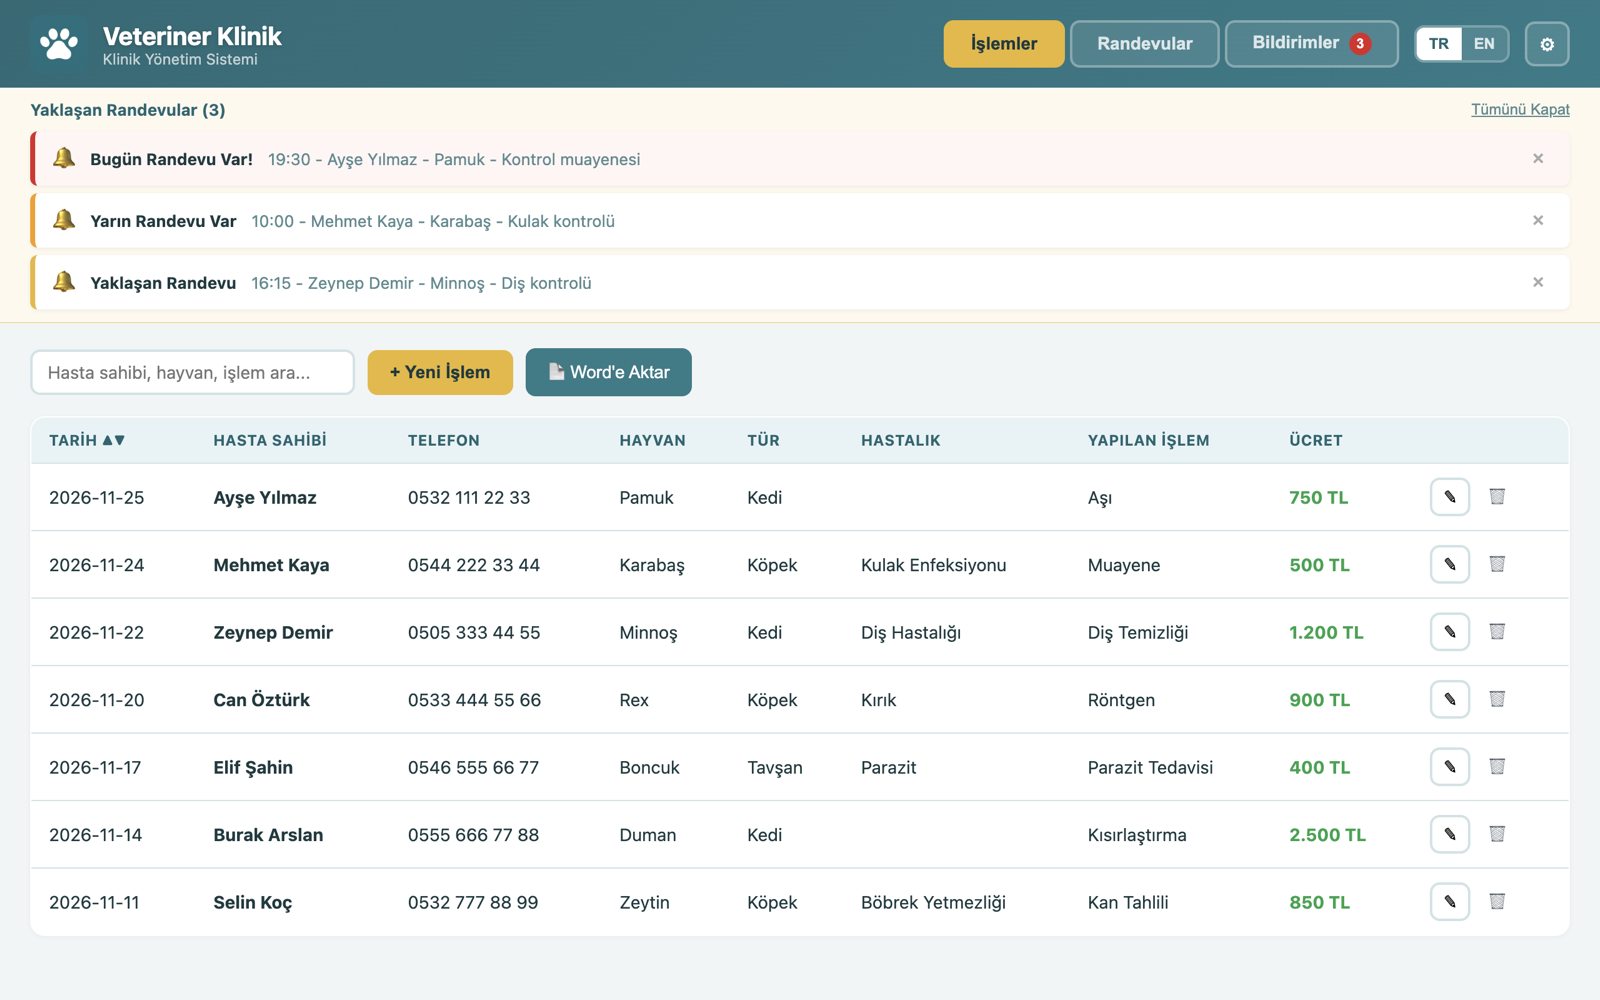 Veteriner Klinik
Klinik Yönetim Sistemi
İşlemler
Randevular
Bildirimler 3
TR EN
Yaklaşan Randevular (3)
Tümünü Kapat
Bugün Randevu Var! 19:30 - Ayşe Yılmaz - Pamuk - Kontrol muayenesi ×
Yarın Randevu Var 10:00 - Mehmet Kaya - Karabaş - Kulak kontrolü ×
Yaklaşan Randevu 16:15 - Zeynep Demir - Minnoş - Diş kontrolü ×
Hasta sahibi, hayvan, işlem ara...
+ Yeni İşlem
Word'e Aktar
TARİH ▲▼ HASTA SAHİBİ TELEFON HAYVAN TÜR HASTALIK YAPILAN İŞLEM ÜCRET
2026-11-25 Ayşe Yılmaz 0532 111 22 33 Pamuk Kedi Aşı 750 TL
2026-11-24 Mehmet Kaya 0544 222 33 44 Karabaş Köpek Kulak Enfeksiyonu Muayene 500 TL
2026-11-22 Zeynep Demir 0505 333 44 55 Minnoş Kedi Diş Hastalığı Diş Temizliği 1.200 TL
2026-11-20 Can Öztürk 0533 444 55 66 Rex Köpek Kırık Röntgen 900 TL
2026-11-17 Elif Şahin 0546 555 66 77 Boncuk Tavşan Parazit Parazit Tedavisi 400 TL
2026-11-14 Burak Arslan 0555 666 77 88 Duman Kedi Kısırlaştırma 2.500 TL
2026-11-11 Selin Koç 0532 777 88 99 Zeytin Köpek Böbrek Yetmezliği Kan Tahlili 850 TL